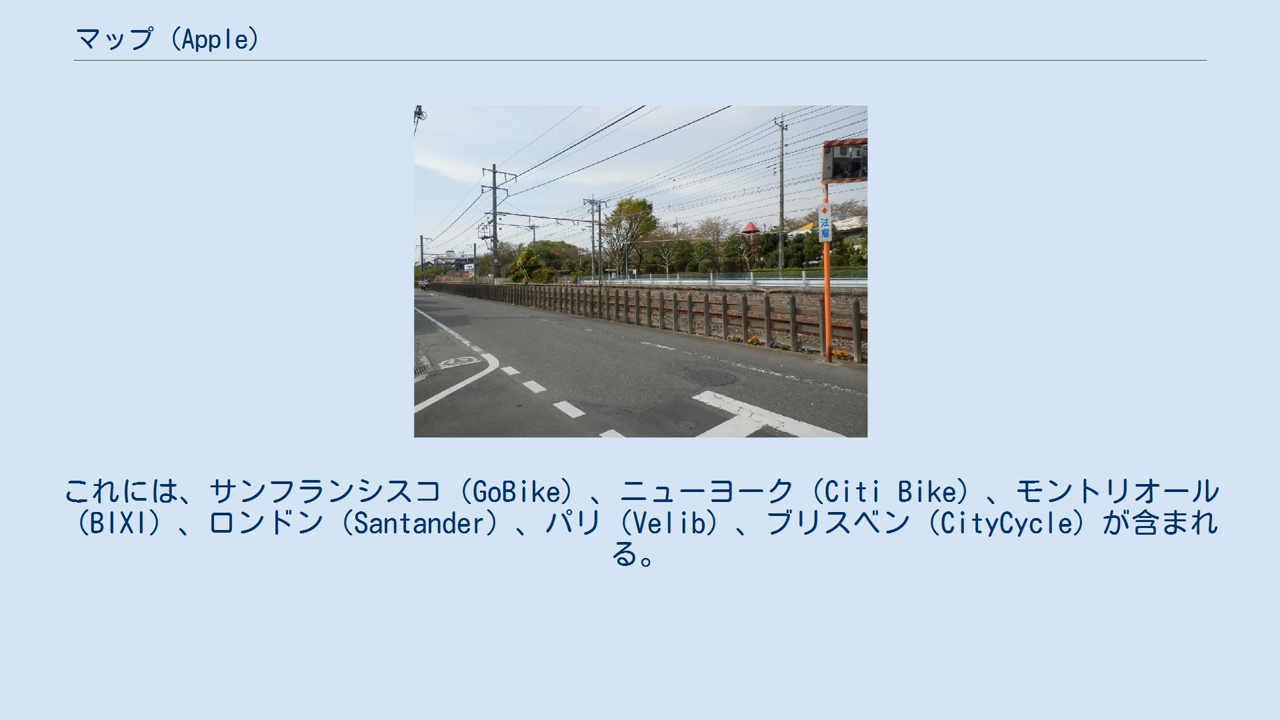 マップ（Apple）
注意
これには、サンフランシスコ（GoBike）、ニューヨーク（Citi Bike）、モントリオール
（BIXI）、ロンドン（Santander）、パリ（Velib）、ブリスベン（CityCycle）が含まれ
る。